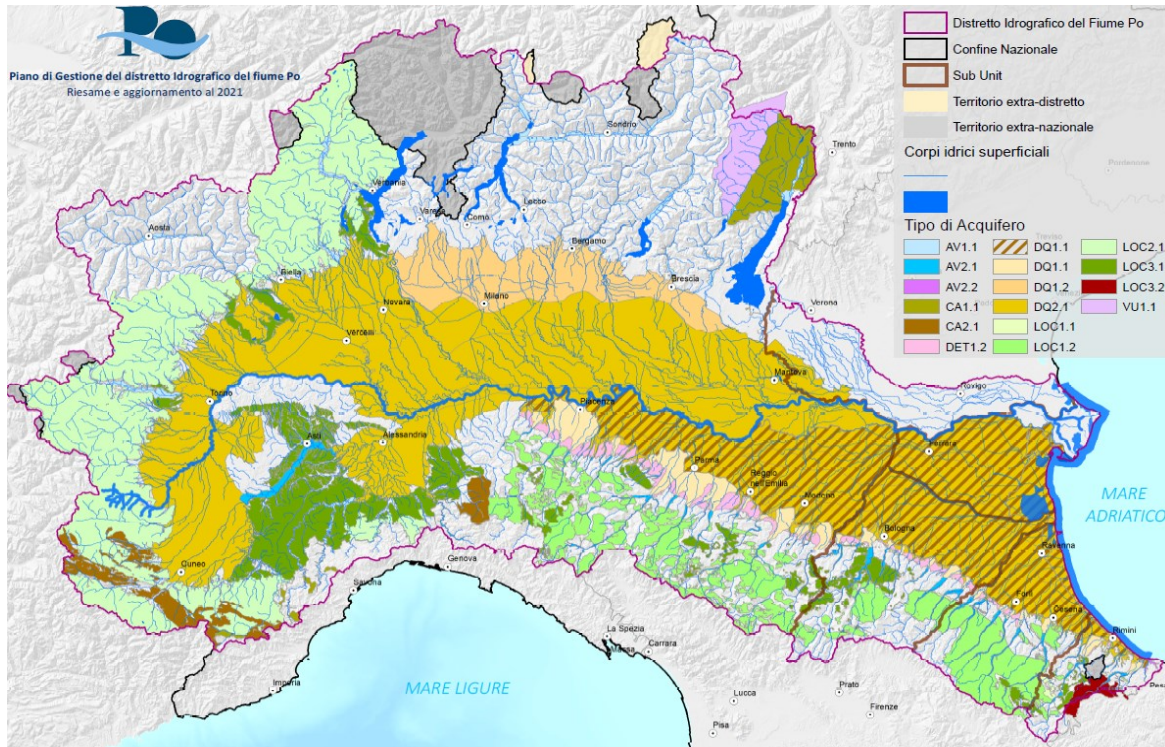 Po
Piano di Gestione del distretto Idrografico del fiume Po
Riesame e aggiornamento al 2021
Distretto Idrografico del Fiume Po
Confine Nazionale
Sub Unit
Territorio extra-distretto
Territorio extra-nazionale
Corpi idrici superficiali
Tipo di Acquifero
AV1.1
AV2.1
AV2.2
CA1.1
CA2.1
DET1.2
DQ1.1
DQ1.1
DQ1.2
DQ2.1
LOC1.1
LOC1.2
LOC2.1
LOC3.1
LOC3.2
VU1.1
Pordenone
Treviso
Sondrio
Trento
Verbania
Lecco
Varese
Como
Aosta
Bergamo
Biella
Brescia
Verona
Novara
Milano
Vercelli
Mantova
Rovigo
Torino
Piacenza
Asti
Alessandria
Ferrara
Parma
Reggio
nell'Emilia
Modena
Bologna
MARE
ADRIATICO
Ravenna
Cuneo
Genova
Savona
Forlì
Cesena
Rimini
La Spezia
Massa
Carrara
Imperia
MARE LIGURE
Lucca
Prato
Firenze
Pisa